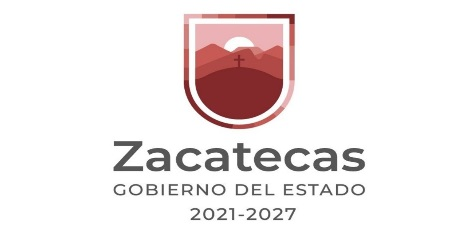 Zacatecas
GOBIERNO DEL ESTADO
2021-2027